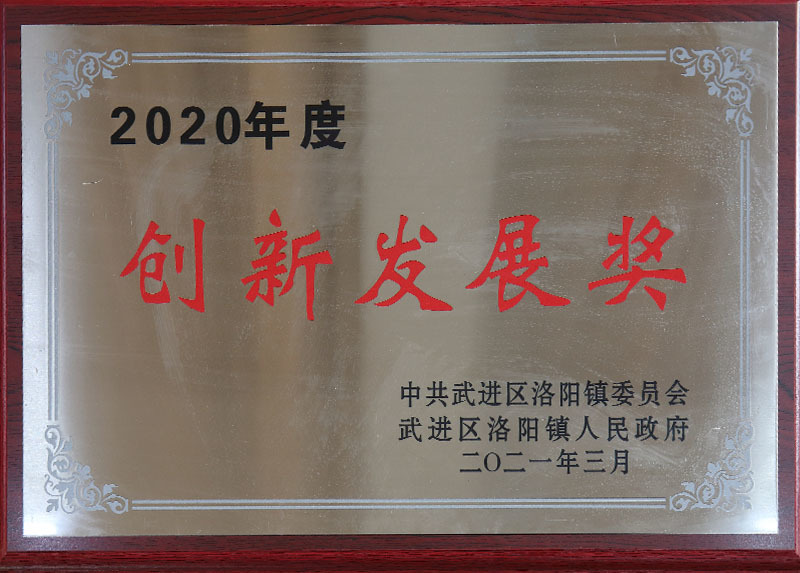 2020年度
创新发展奖
中共武进区洛阳镇委员会
武进区洛阳镇人民政府
二〇二一年三月